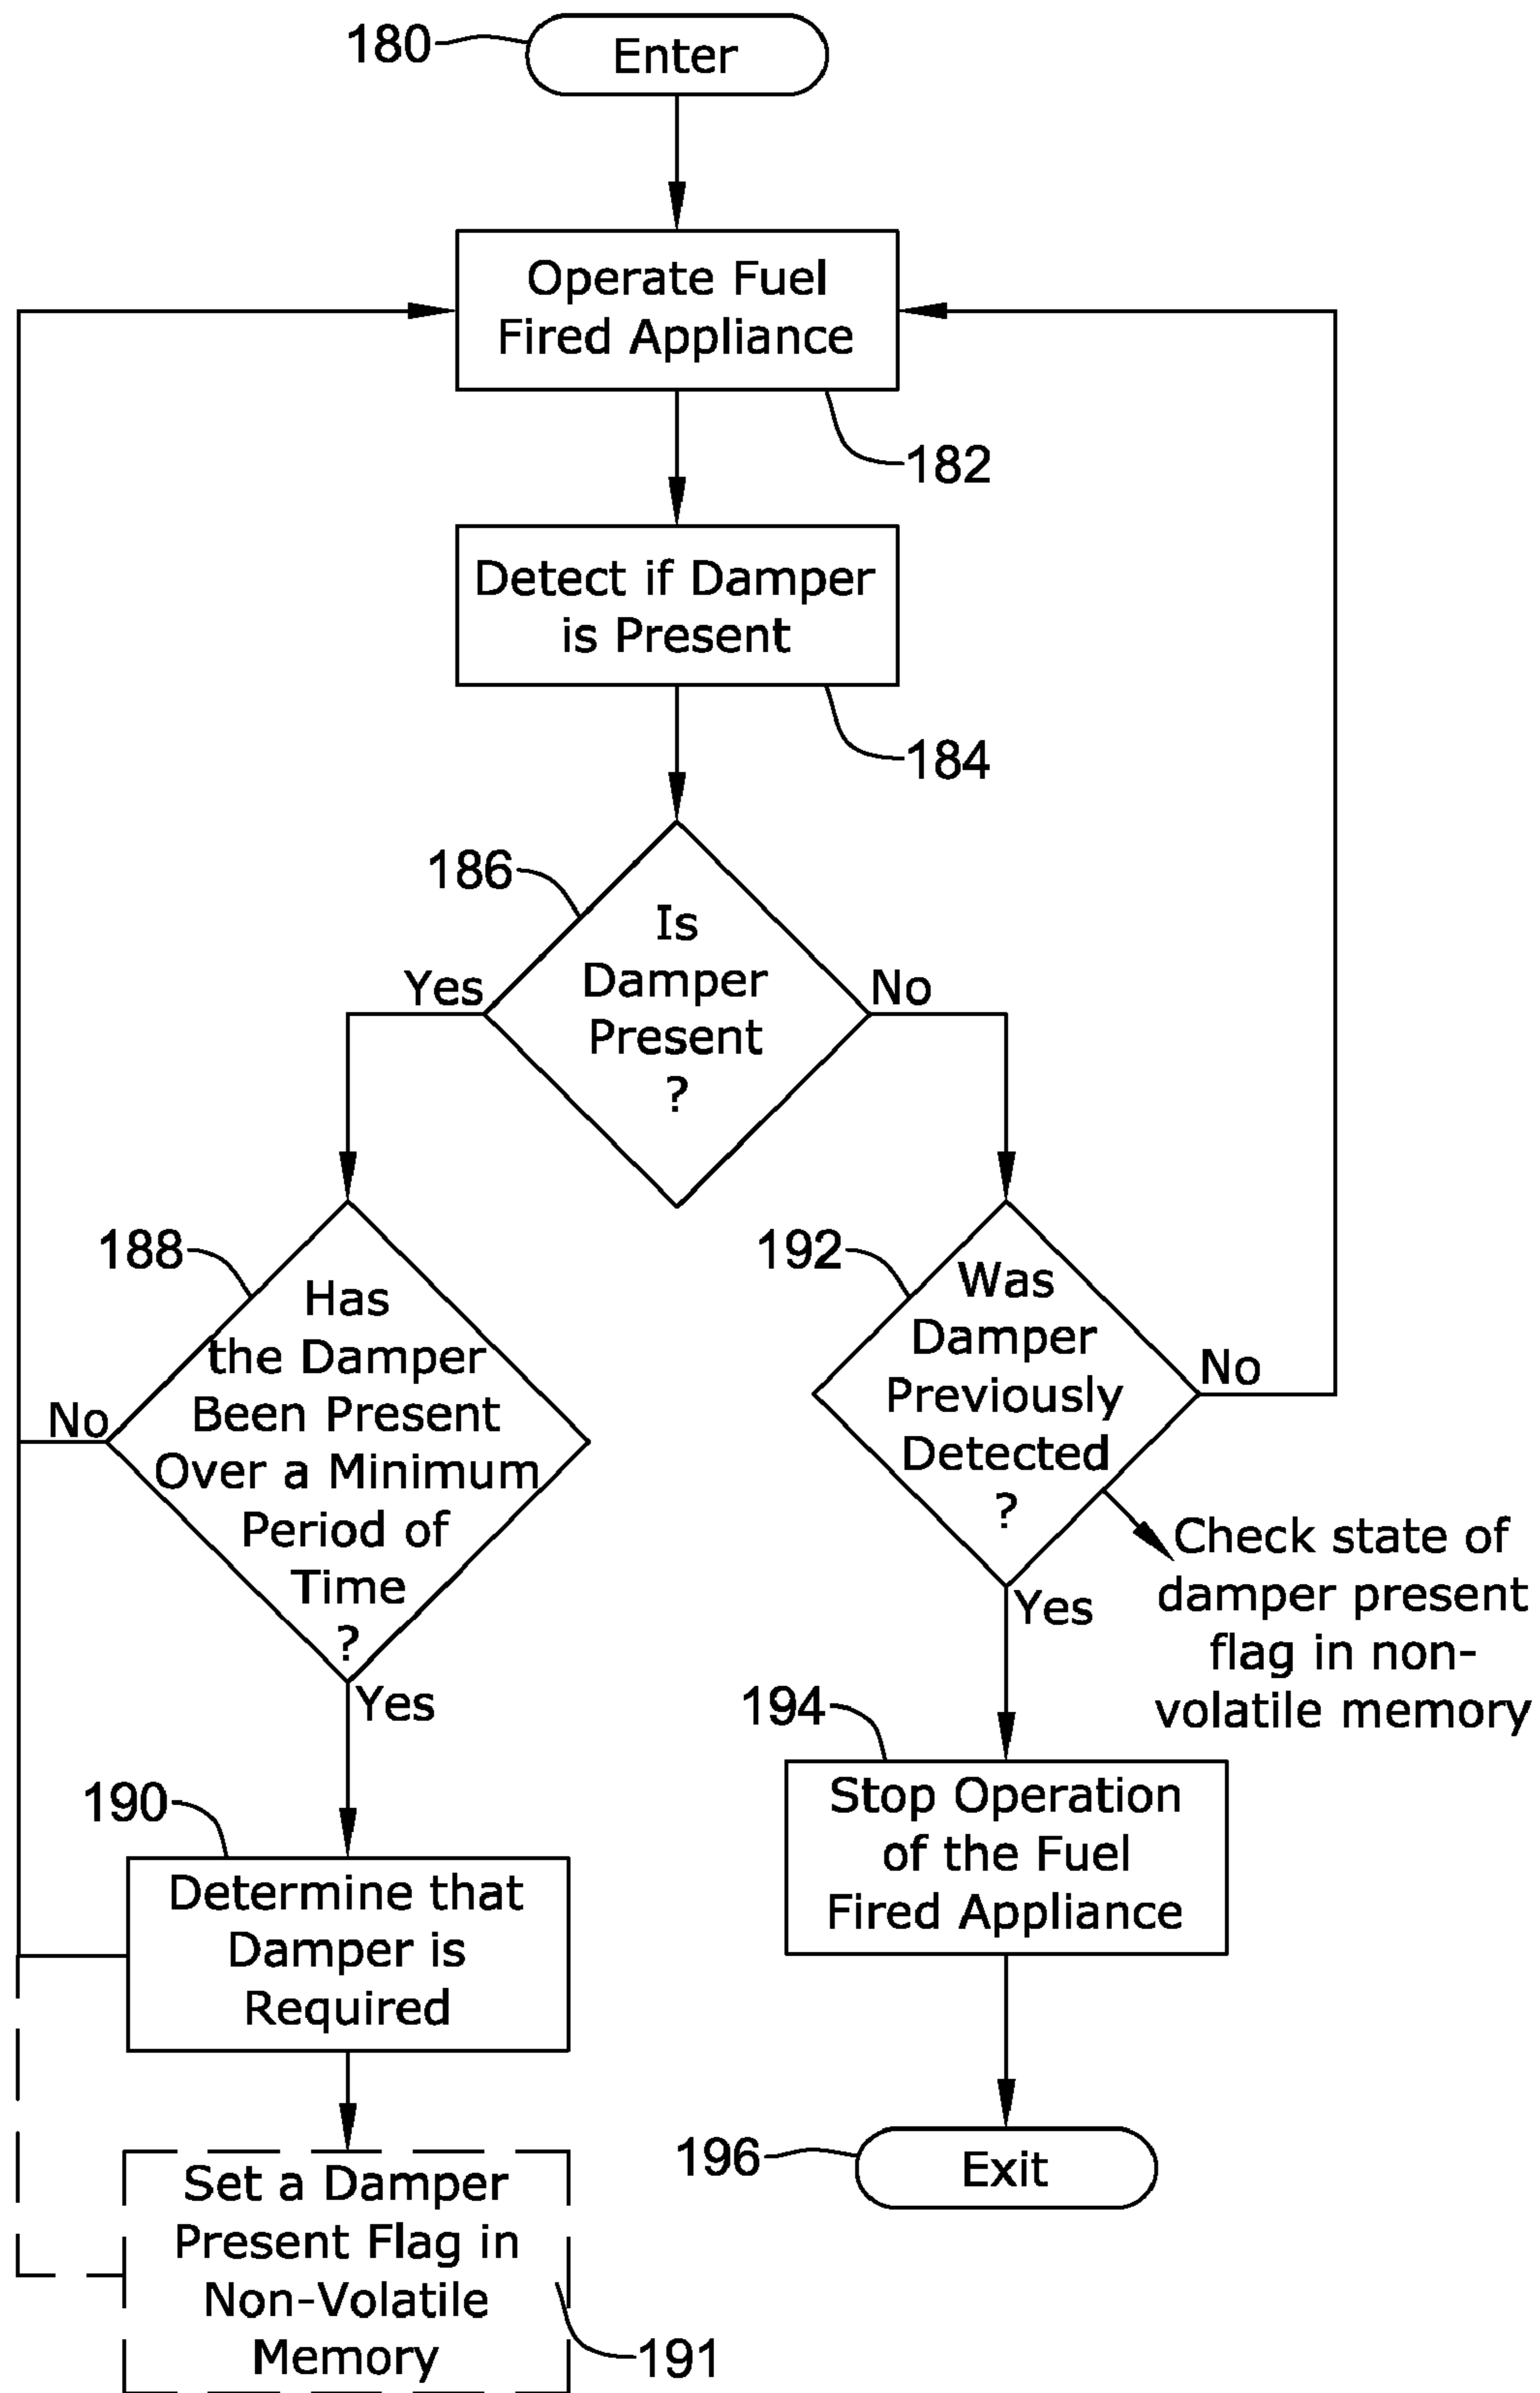 180
Enter
Operate Fuel
Fired Appliance
182
Detect if Damper
is Present
184
186
Is
Damper
Present
?
Yes
No
188
Has
the Damper
Been Present
Over a Minimum
Period of
Time
?
No
Yes
192
Was
Damper
Previously
Detected
?
No
Yes
Check state of
damper present
flag in non-
volatile memory
190
Determine that
Damper is
Required
194
Stop Operation
of the Fuel
Fired Appliance
Set a Damper
Present Flag in
Non-Volatile
Memory
191
196
Exit